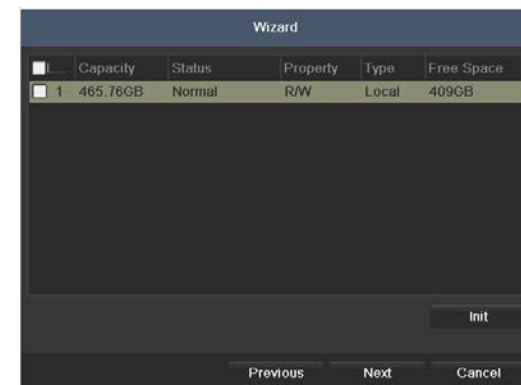 Wizard
L... Capacity Status Property Type Free Space
1 465.76GB Normal R/W Local 409GB
Init
Previous Next Cancel